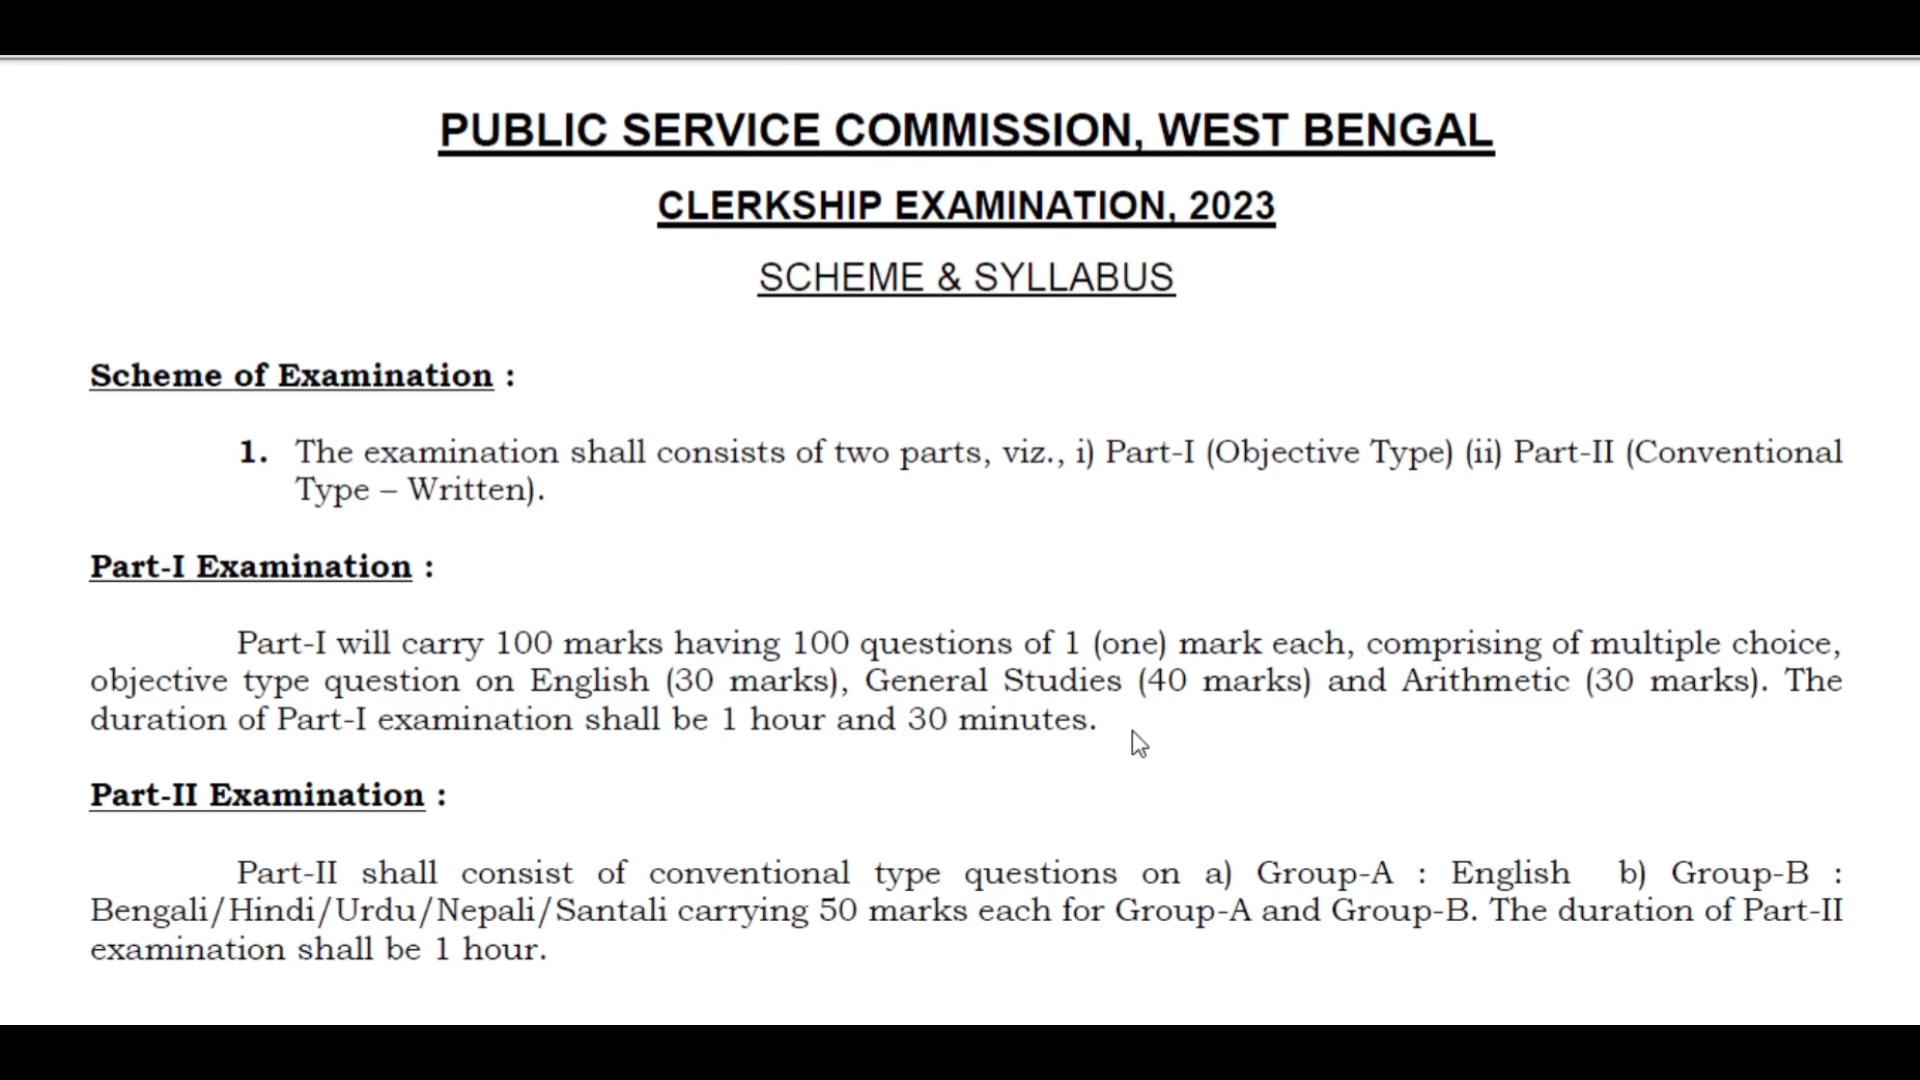 PUBLIC SERVICE COMMISSION, WEST BENGAL
CLERKSHIP EXAMINATION, 2023
SCHEME & SYLLABUS
Scheme of Examination :
1. The examination shall consists of two parts, viz., i) Part-I (Objective Type) (ii) Part-II (Conventional
Type – Written).
Part-I Examination :
Part-I will carry 100 marks having 100 questions of 1 (one) mark each, comprising of multiple choice,
objective type question on English (30 marks), General Studies (40 marks) and Arithmetic (30 marks). The
duration of Part-I examination shall be 1 hour and 30 minutes.
Part-II Examination :
Part-II shall consist of conventional type questions on a) Group-A : English b) Group-B :
Bengali/Hindi/Urdu/Nepali/Santali carrying 50 marks each for Group-A and Group-B. The duration of Part-II
examination shall be 1 hour.